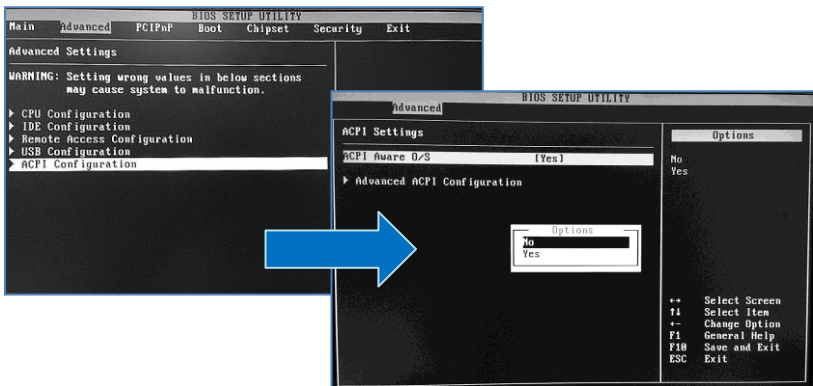 BIOS SETUP UTILITY
Main Advanced PCIPnP Boot Chipset Security Exit
Advanced Settings
WARNING: Setting wrong values in below sections
may cause system to malfunction.
CPU Configuration
IDE Configuration
Remote Access Configuration
USB Configuration
ACPI Configuration
BIOS SETUP UTILITY
Advanced
ACPI Settings
ACPI Aware O/S [Yes]
Advanced ACPI Configuration
Options
No
Yes
Options
No
Yes
↔ Select Screen
↑↓ Select Item
+- Change Option
F1 General Help
F10 Save and Exit
ESC Exit